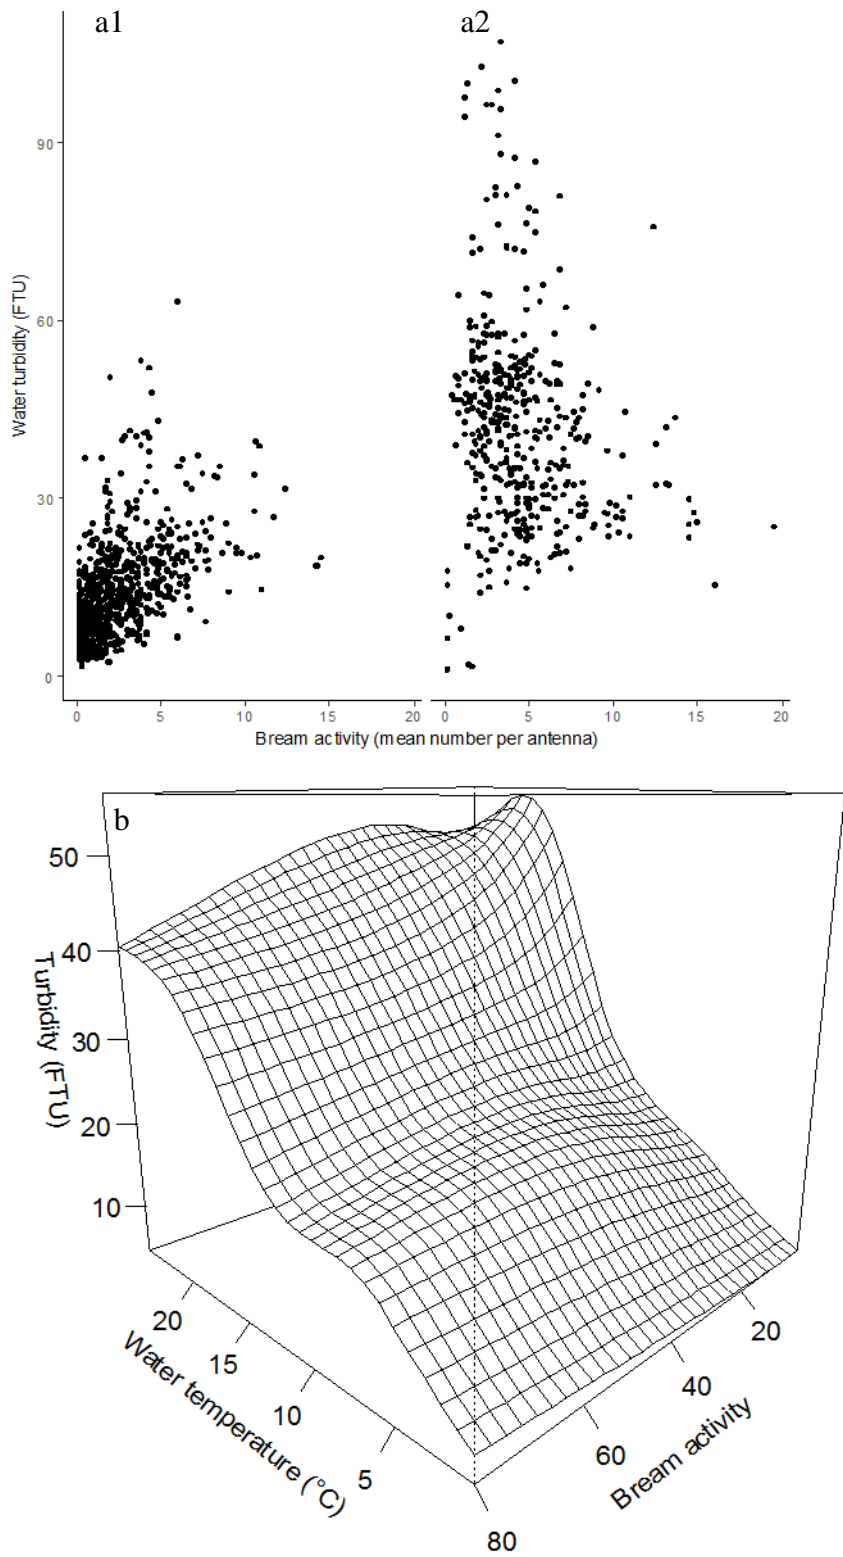 a1 a2
90
60
30
0
Water turbidity (FTU)
0 5 10 15 20 0 5 10 15 20
Bream activity (mean number per antenna)
b
50
40
30
20
10
Turbidity (FTU)
20
15
10
5
Water temperature (°C)
20
40
60
80
Bream activity